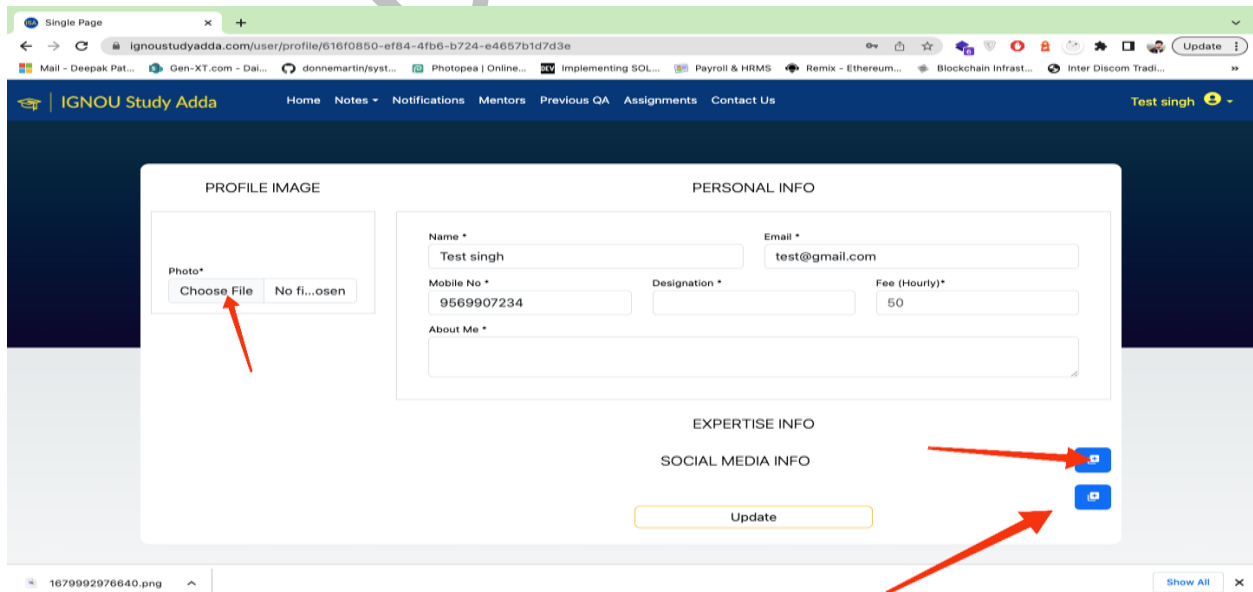 Single Page
ignoustudyadda.com/user/profile/616f0850-ef84-4fb6-b724-e4657b1d7d3e
Update
Mail - Deepak Pat... Gen-XT.com - Dai... donnemartin/syst... Photopea | Online... DEV Implementing SOL... Payroll & HRMS Remix - Ethereum... Blockchain Infrast... Inter Discom Tradi... »
IGNOU Study Adda Home Notes Notifications Mentors Previous QA Assignments Contact Us Test singh
PROFILE IMAGE
Photo*
Choose File No fi...osen
PERSONAL INFO
Name * Email *
Test singh test@gmail.com
Mobile No * Designation * Fee (Hourly)*
9569907234 50
About Me *
EXPERTISE INFO
SOCIAL MEDIA INFO
Update
1679992976640.png Show All